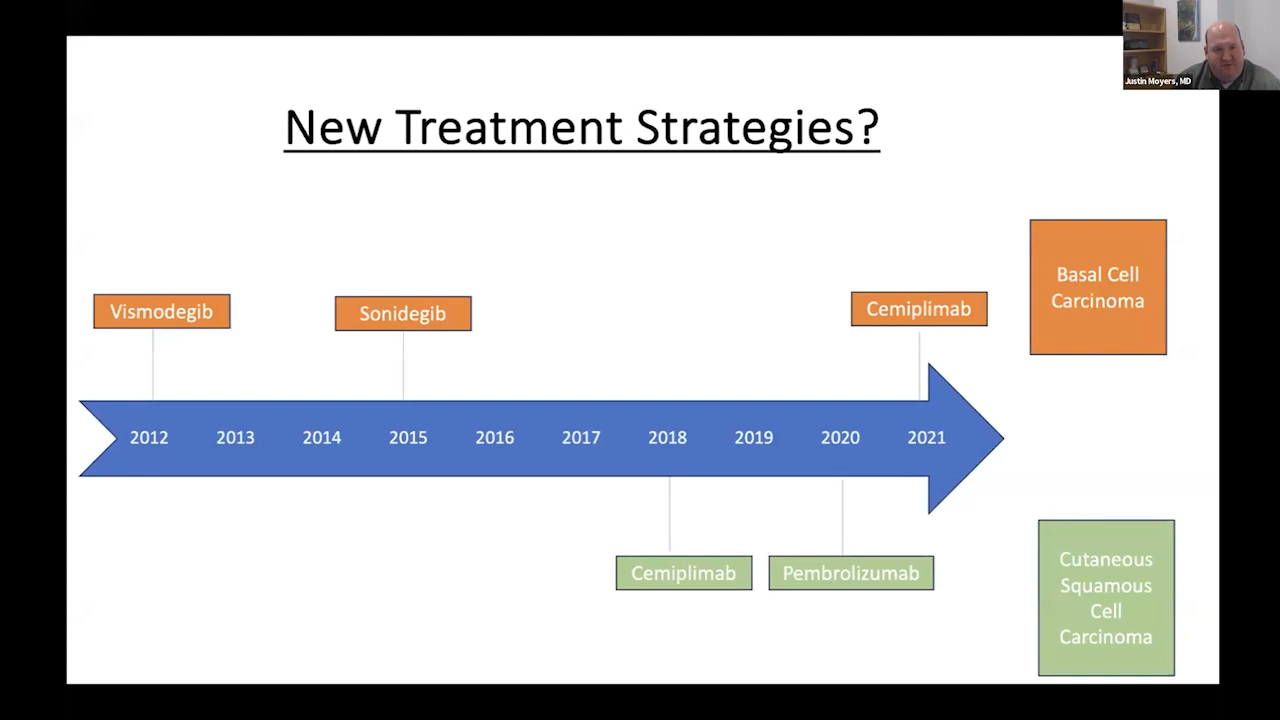 Justin Moyers, MD
New Treatment Strategies?
Basal Cell
Carcinoma
Vismodegib
Sonidegib
Cemiplimab
2012 2013 2014 2015 2016 2017 2018 2019 2020 2021
Cemiplimab
Pembrolizumab
Cutaneous
Squamous
Cell
Carcinoma